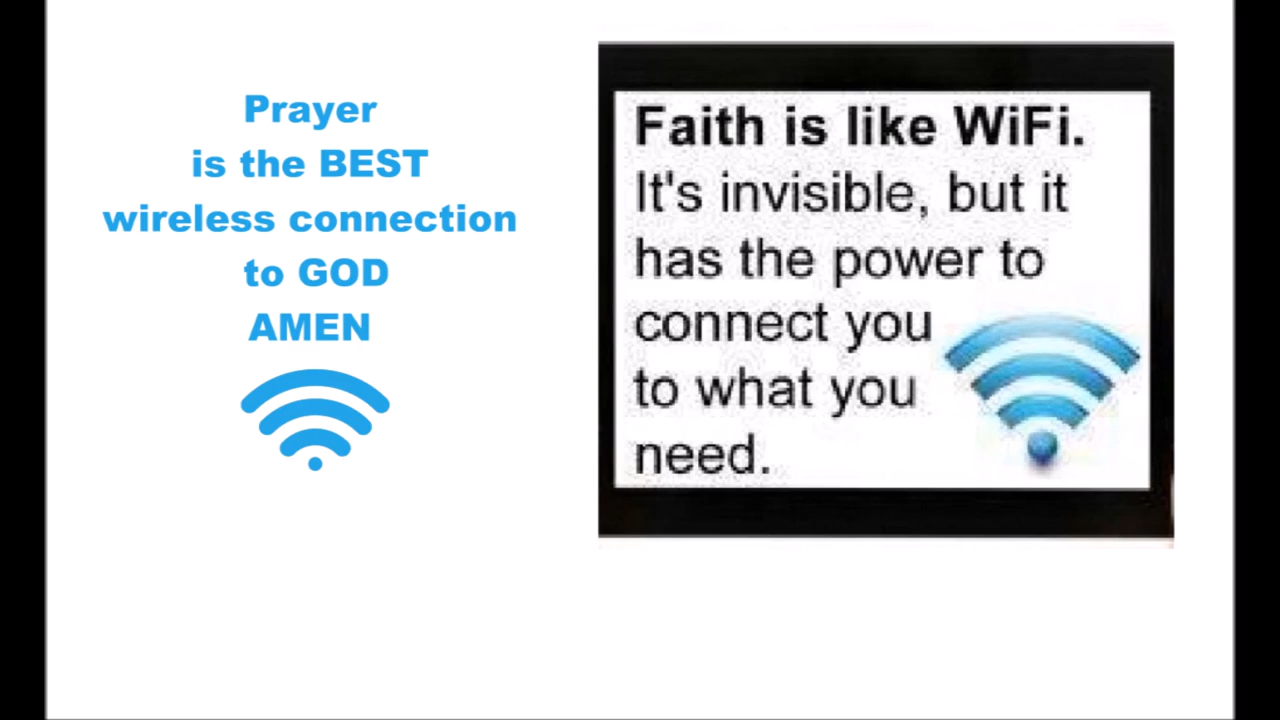 Prayer
is the BEST
wireless connection
to GOD
AMEN
Faith is like WiFi.
It's invisible, but it
has the power to
connect you
to what you
need.